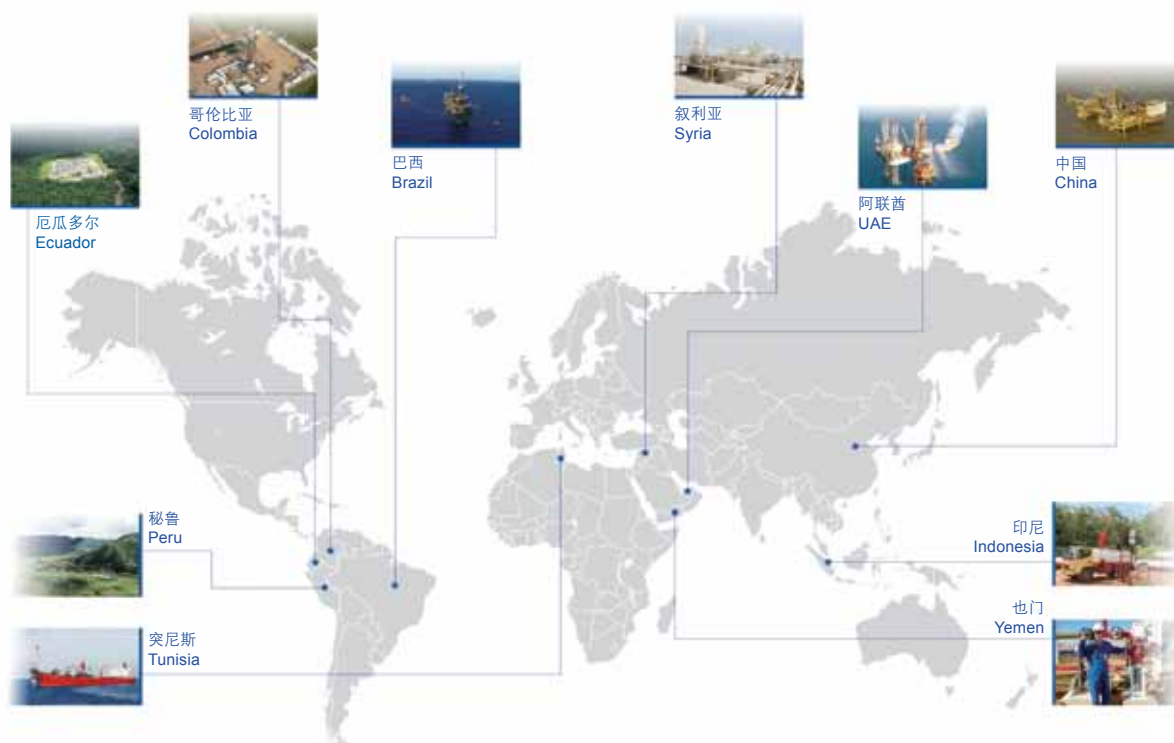 哥伦比亚
Colombia
巴西
Brazil
叙利亚
Syria
阿联酋
UAE
中国
China
厄瓜多尔
Ecuador
秘鲁
Peru
突尼斯
Tunisia
印尼
Indonesia
也门
Yemen